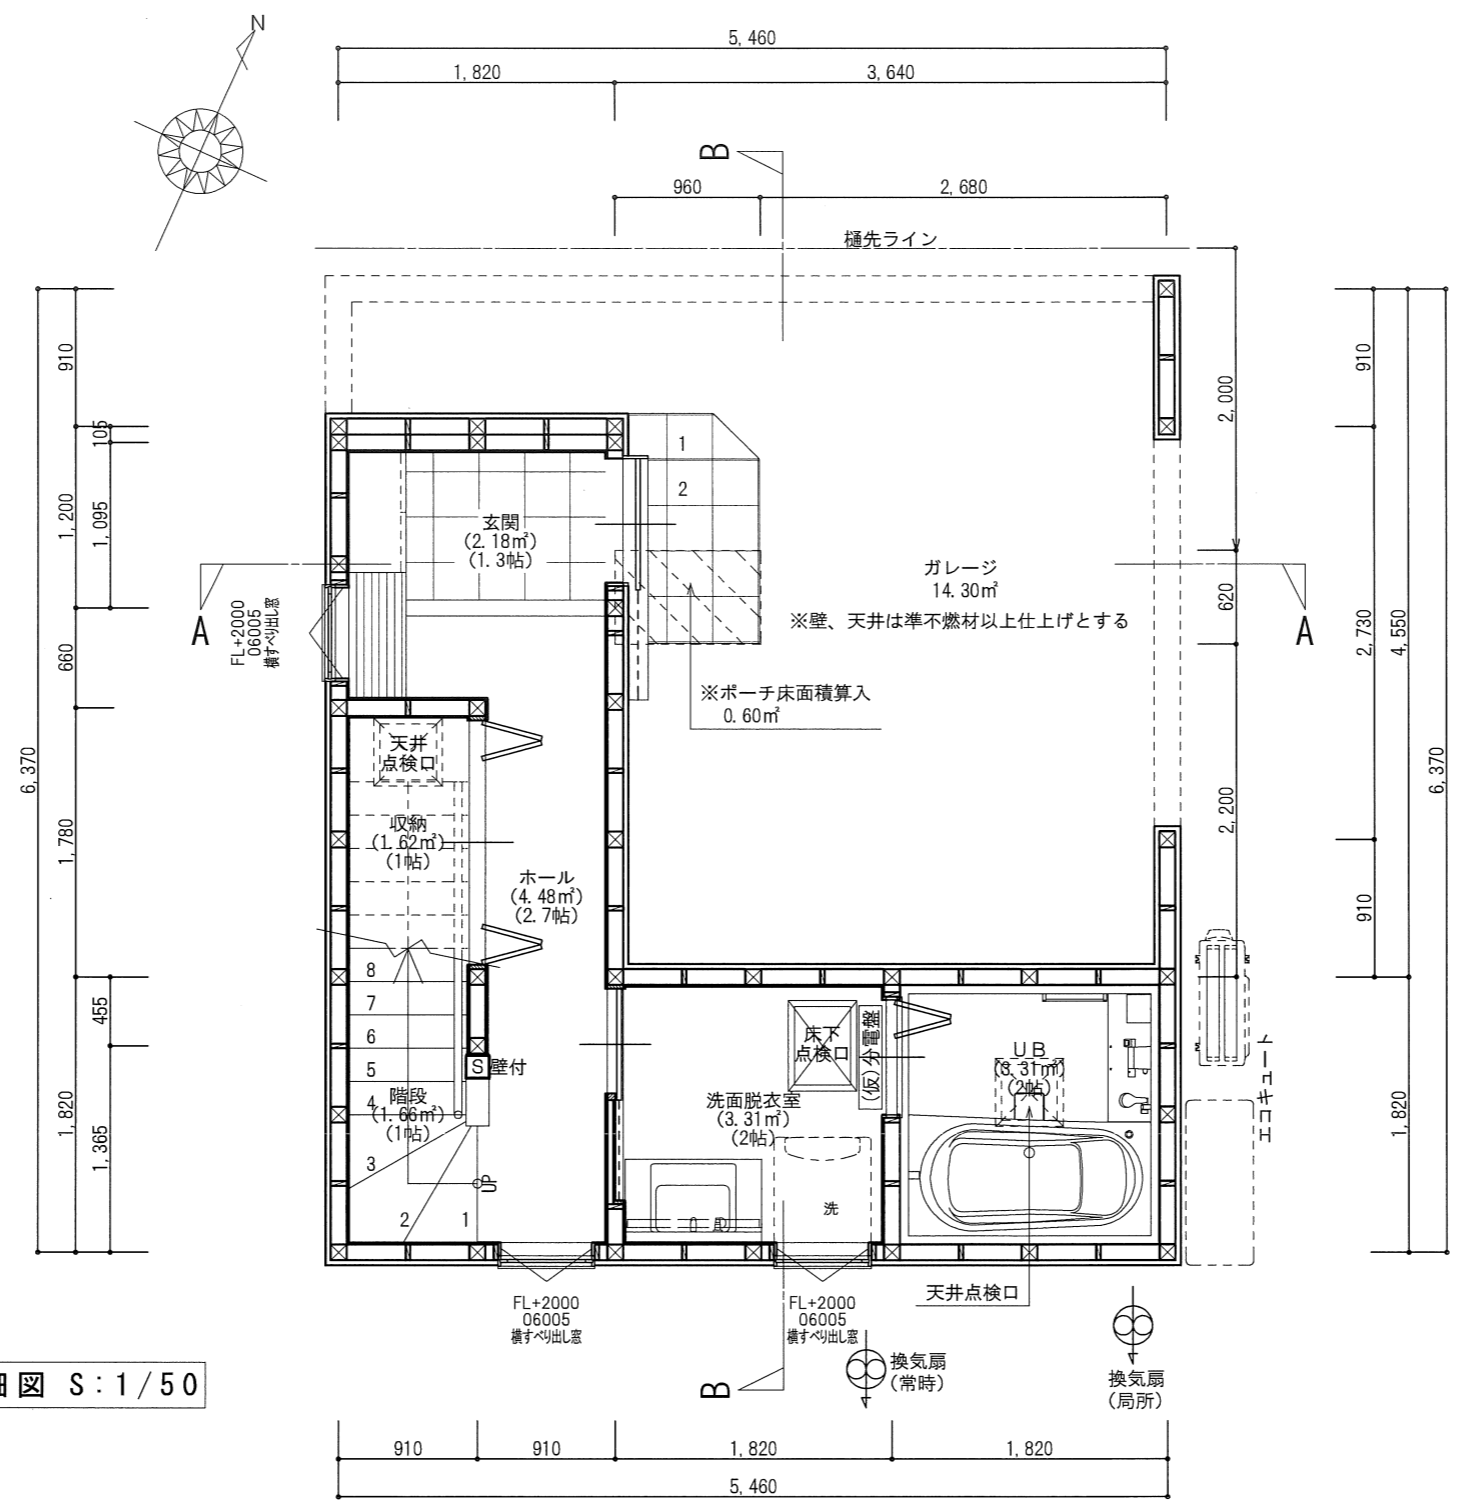 N
5,460
1,820
3,640
B
960
2,680
樋先ライン
910
105
1,200
1,095
660
6,370
1,780
455
1,820
1,365
910
2,000
620
2,730
4,550
2,200
6,370
910
1,820
1
2
玄関
(2.18㎡)
(1.3帖)
ガレージ
14.30㎡
※壁、天井は準不燃材以上仕上げとする
A
A
FL+2000
06005
横すべり出し窓
※ポーチ床面積算入
0.60㎡
天井
点検口
収納
(1.62㎡)
(1帖)
ホール
(4.48㎡)
(2.7帖)
8
7
6
5
4
3
2
1
S
壁付
階段
(1.66㎡)
(1帖)
UP
床下
点検口
(仮)分電盤
洗面脱衣室
(3.31㎡)
(2帖)
洗
UB
(3.31㎡)
(2帖)
エコキュート
天井点検口
FL+2000
06005
横すべり出し窓
FL+2000
06005
横すべり出し窓
換気扇
(常時)
換気扇
(局所)
B
図 S:1/50
910
910
1,820
1,820
5,460